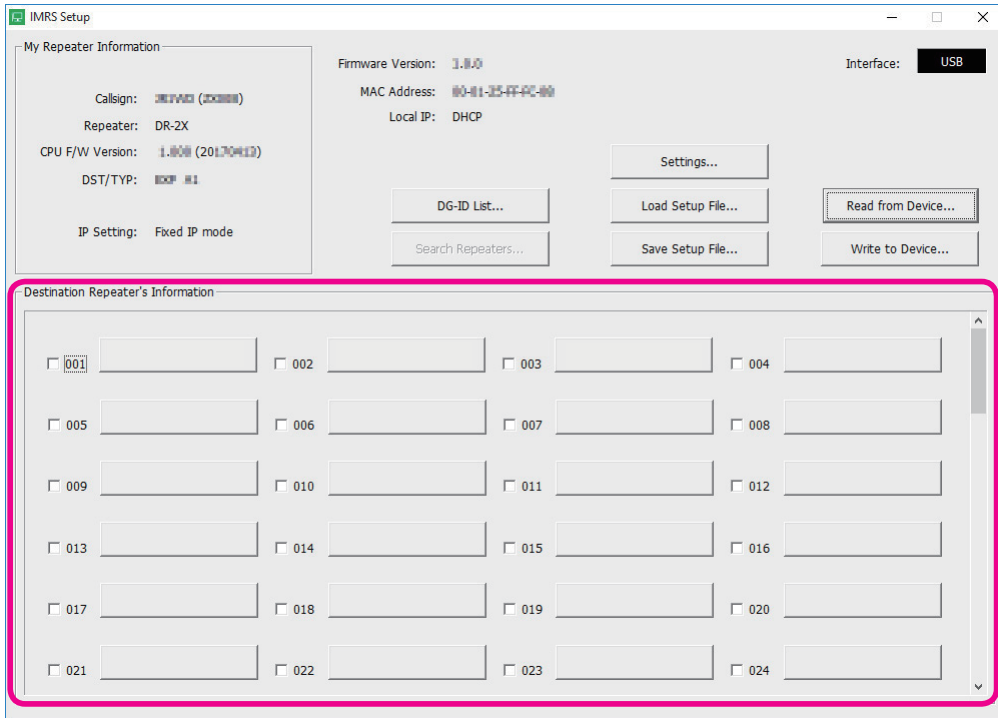 IMRS Setup
My Repeater Information
Callsign:
Repeater: DR-2X
CPU F/W Version:
DST/TYP:
IP Setting: Fixed IP mode
Firmware Version:
MAC Address:
Local IP: DHCP
Interface: USB
Settings...
DG-ID List... Load Setup File... Read from Device...
Search Repeaters... Save Setup File... Write to Device...
Destination Repeater's Information
001 002 003 004
005 006 007 008
009 010 011 012
013 014 015 016
017 018 019 020
021 022 023 024